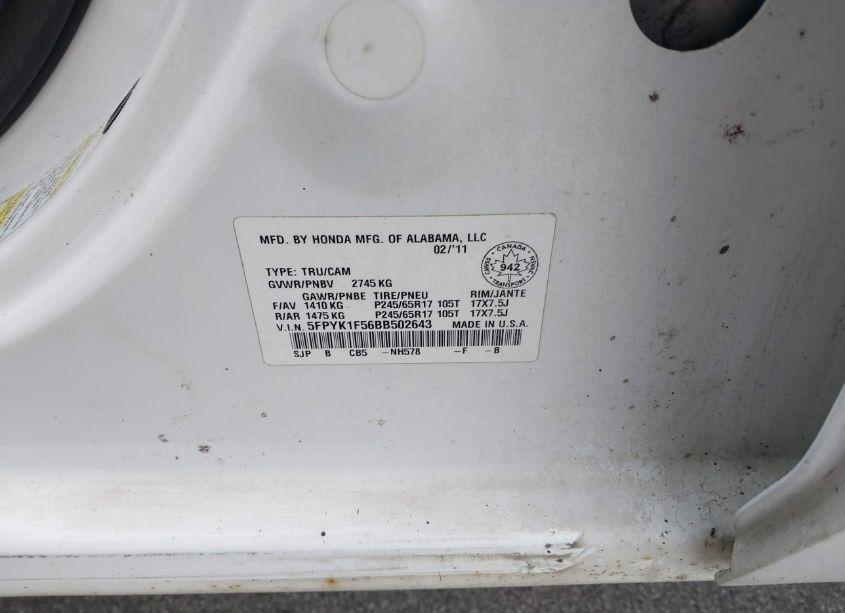 MFD. BY HONDA MFG. OF ALABAMA, LLC
02/'11
CANADA
942
TRANSPORT
TYPE: TRU/CAM
GVWR/PNBV 2745 KG
GAWR/PNBE TIRE/PNEU RIM/JANTE
F/AV 1410 KG P245/65R17 105T 17X7.5J
R/AR 1475 KG P245/65R17 105T 17X7.5J
V.I.N. 5FPYK1F56BB502643 MADE IN U.S.A.
SJP B CB5 -NH578 -F -B